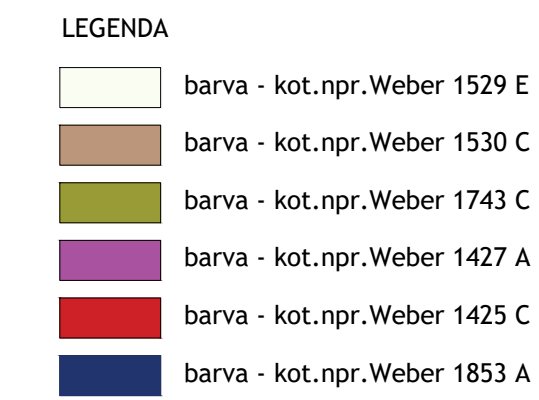 LEGENDA
barva - kot.npr.Weber 1529 E
barva - kot.npr.Weber 1530 C
barva - kot.npr.Weber 1743 C
barva - kot.npr.Weber 1427 A
barva - kot.npr.Weber 1425 C
barva - kot.npr.Weber 1853 A